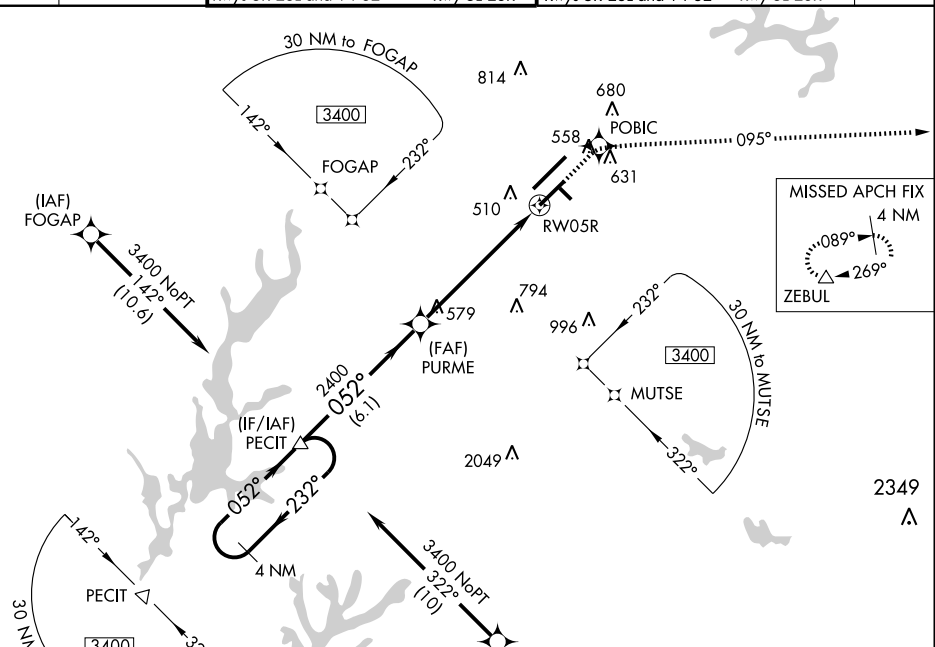 30 NM to FOGAP
814
680
142°
3400
POBIC
558
095°
232°
FOGAP
631
(IAF)
FOGAP
510
RW05R
MISSED APCH FIX
4 NM
089°
269°
ZEBUL
3400 NoPT
142°
(10.6)
579
794
996
232°
30 NM to MUTSE
3400
(FAF)
PURME
2400
052°
(6.1)
MUTSE
(IF/IAF)
PECIT
322°
2049
052°
232°
2349
142°
4 NM
3400 NoPT
322°
(10)
PECIT
30 NM
3400